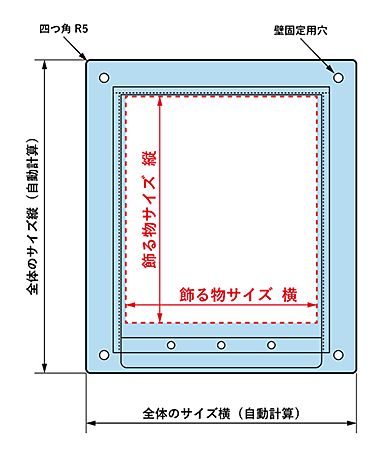 四つ角 R5
壁固定用穴
全体のサイズ縦（自動計算）
飾る物サイズ 縦
飾る物サイズ 横
全体のサイズ横（自動計算）